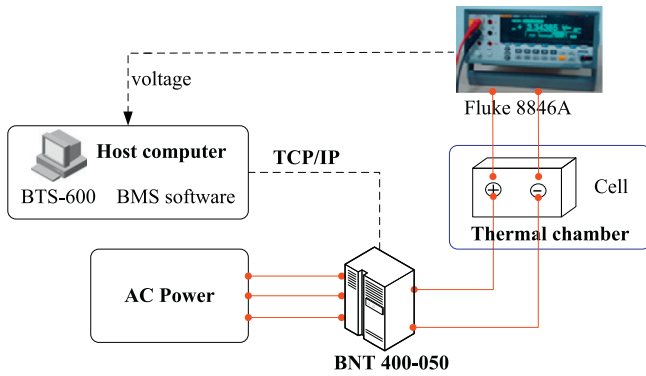 voltage
Fluke 8846A
Host computer
BTS-600 BMS software
TCP/IP
+
−
Cell
Thermal chamber
AC Power
BNT 400-050